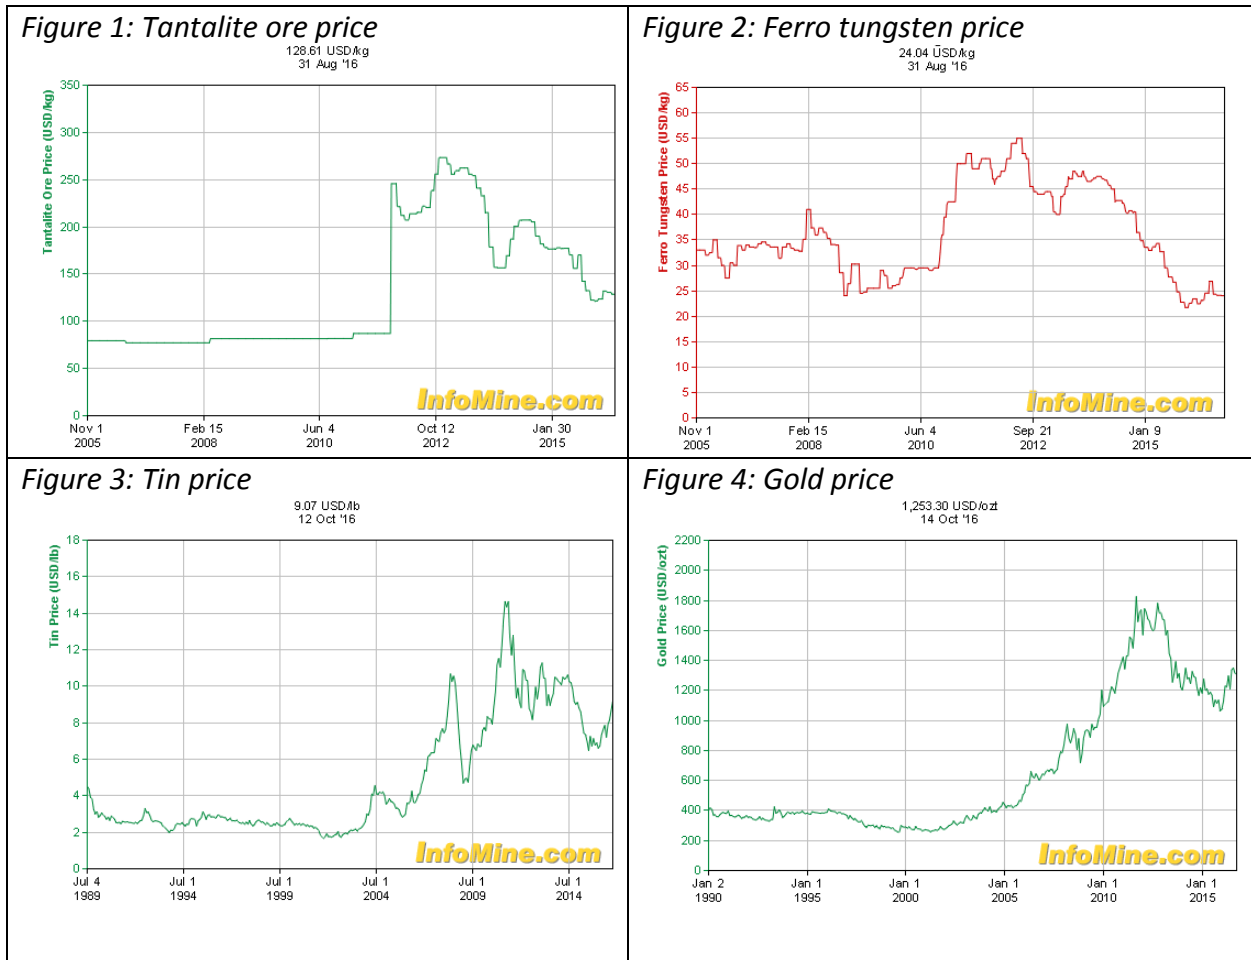 Figure 1: Tantalite ore price
128.61 USD/kg
31 Aug '16
Tantalite Ore Price (USD/kg)
350
300
250
200
150
100
50
0
InfoMine.com
Nov 1 Feb 15 Jun 4 Oct 12 Jan 30
2005 2008 2010 2012 2015
Figure 2: Ferro tungsten price
24.04 USD/kg
31 Aug '16
Ferro Tungsten Price (USD/kg)
65
60
55
50
45
40
35
30
25
20
15
10
5
0
InfoMine.com
Nov 1 Feb 15 Jun 4 Sep 21 Jan 9
2005 2008 2010 2012 2015
Figure 3: Tin price
9.07 USD/lb
12 Oct '16
Tin Price (USD/lb)
18
16
14
12
10
8
6
4
2
0
InfoMine.com
Jul 4 Jul 1 Jul 1 Jul 1 Jul 1 Jul 1
1989 1994 1999 2004 2009 2014
Figure 4: Gold price
1,253.30 USD/ozt
14 Oct '16
Gold Price (USD/ozt)
2200
2000
1800
1600
1400
1200
1000
800
600
400
200
0
InfoMine.com
Jan 2 Jan 1 Jan 1 Jan 1 Jan 1 Jan 1
1990 1995 2000 2005 2010 2015